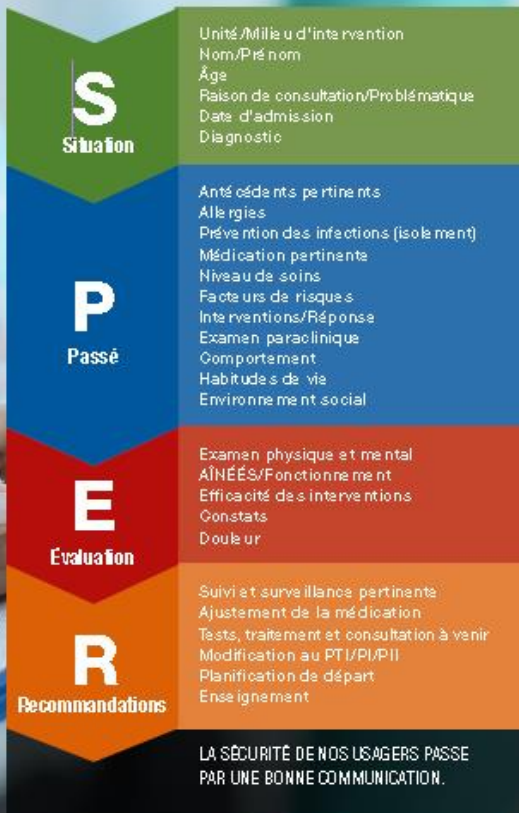 S
Situation
Unité/Milieu d'intervention
Nom/Prénom
Âge
Raison de consultation/Problématique
Date d'admission
Diagnostic
P
Passé
Antécédents pertinents
Allergies
Prévention des infections (isolement)
Médication pertinente
Niveau de soins
Facteurs de risques
Interventions/Réponse
Examen paraclinique
Comportement
Habitudes de vie
Environnement social
E
Évaluation
Examen physique et mental
AÎNÉES/Fonctionnement
Efficacité des interventions
Constats
Douleur
R
Recommandations
Suivi et surveillance pertinente
Ajustement de la médication
Tests, traitement et consultation à venir
Modification au PTI/PI/PII
Planification de départ
Enseignement
LA SÉCURITÉ DE NOS USAGERS PASSE
PAR UNE BONNE COMMUNICATION.